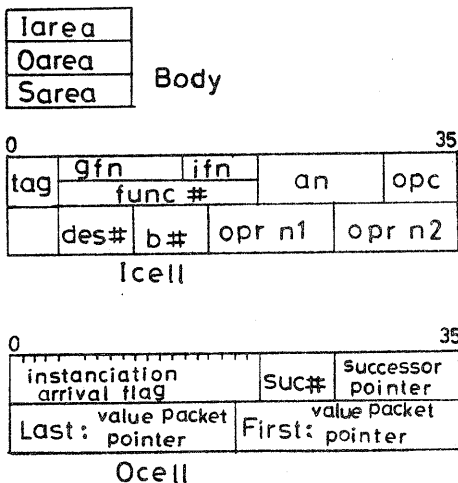 Iarea
Oarea
Sarea
Body
0 35
tag gfn ifn an opc
func #
des# b# opr n1 opr n2
Icell
0 35
instanciation arrival flag suc# successor pointer
Last: value packet pointer First: value packet pointer
Ocell